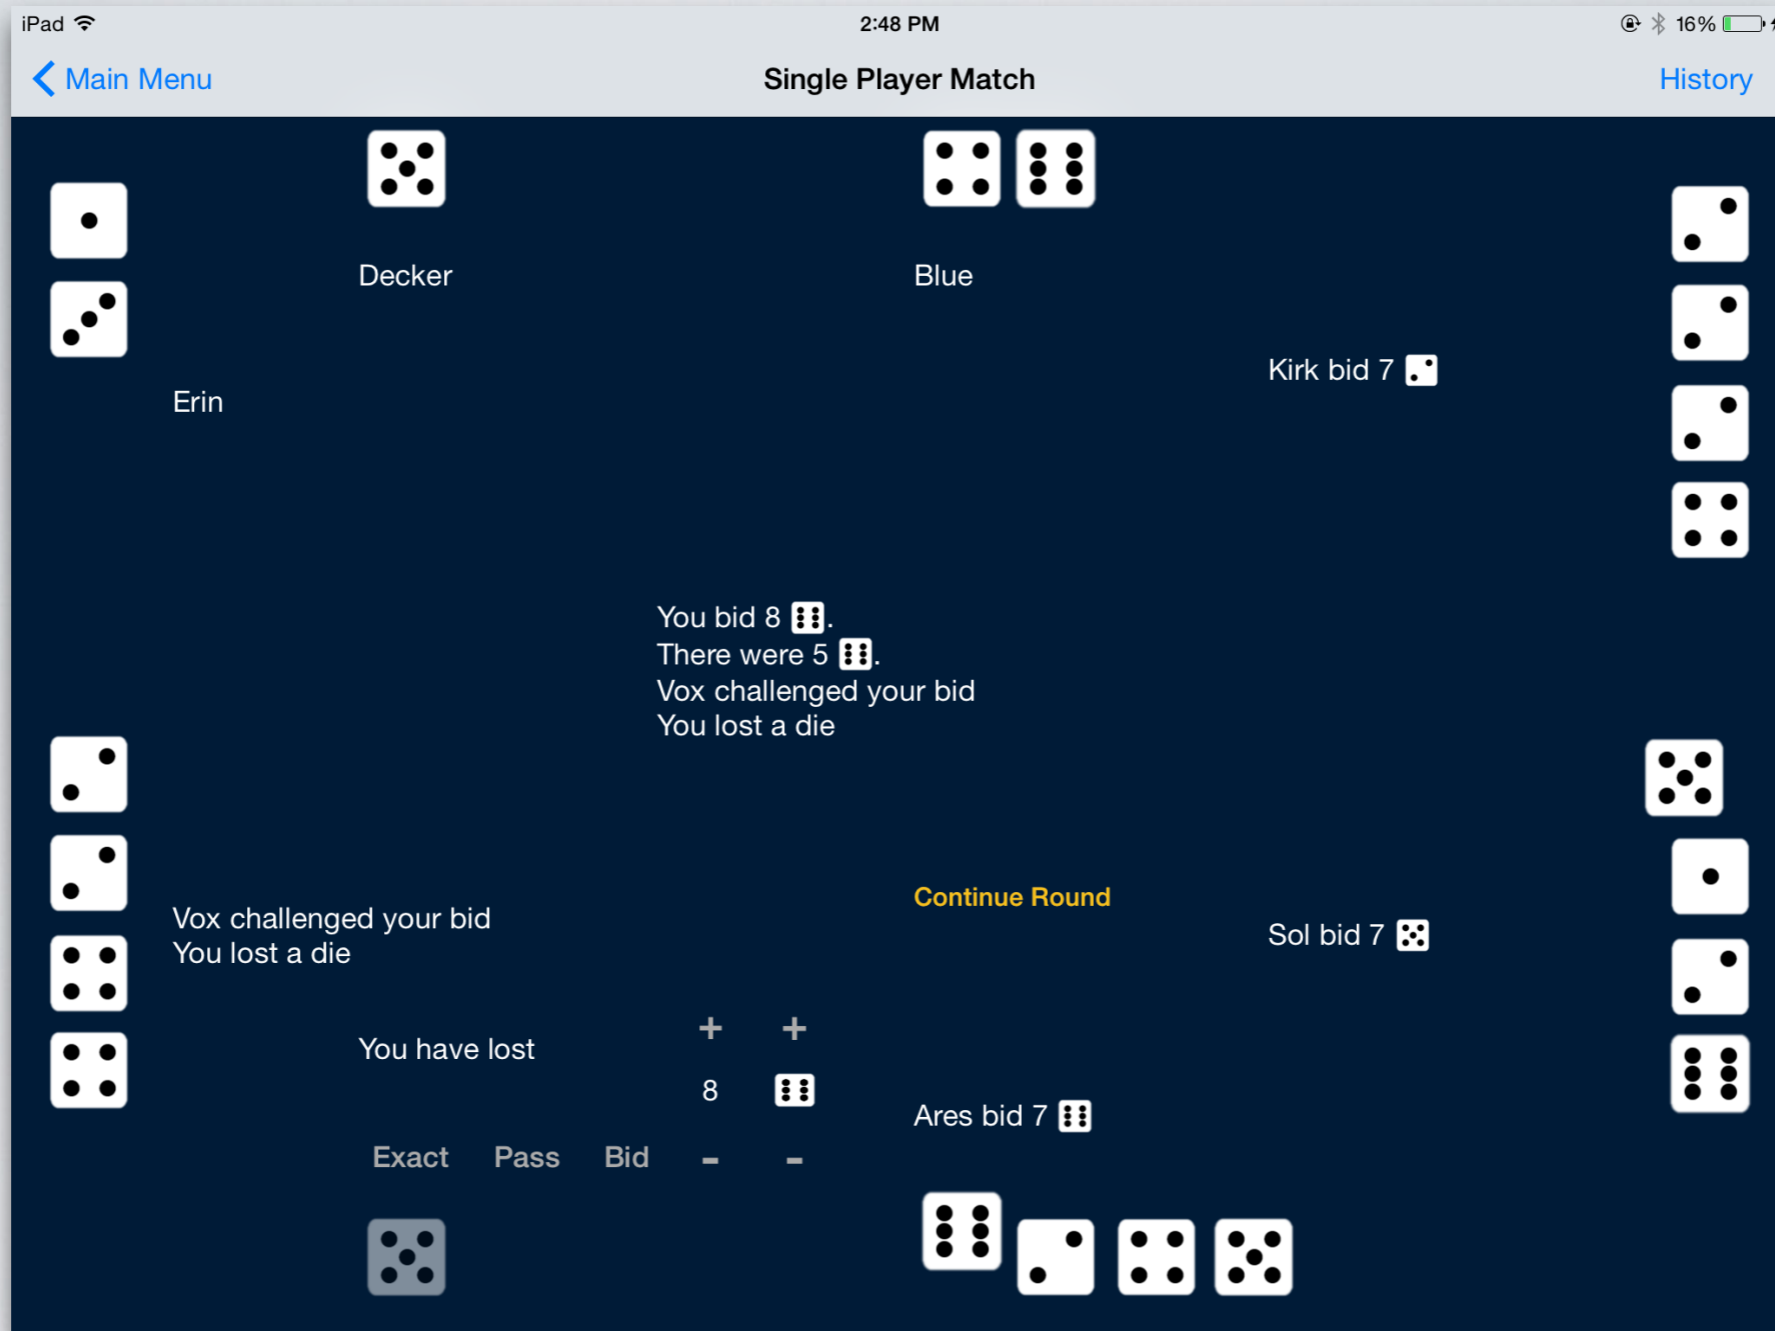 iPad
2:48 PM
16%
Main Menu
Single Player Match
History
Decker
Blue
Kirk bid 7
Erin
You bid 8 .
There were 5 .
Vox challenged your bid
You lost a die
Continue Round
Vox challenged your bid
You lost a die
Sol bid 7
+ +
You have lost
8
Ares bid 7
Exact Pass Bid - -